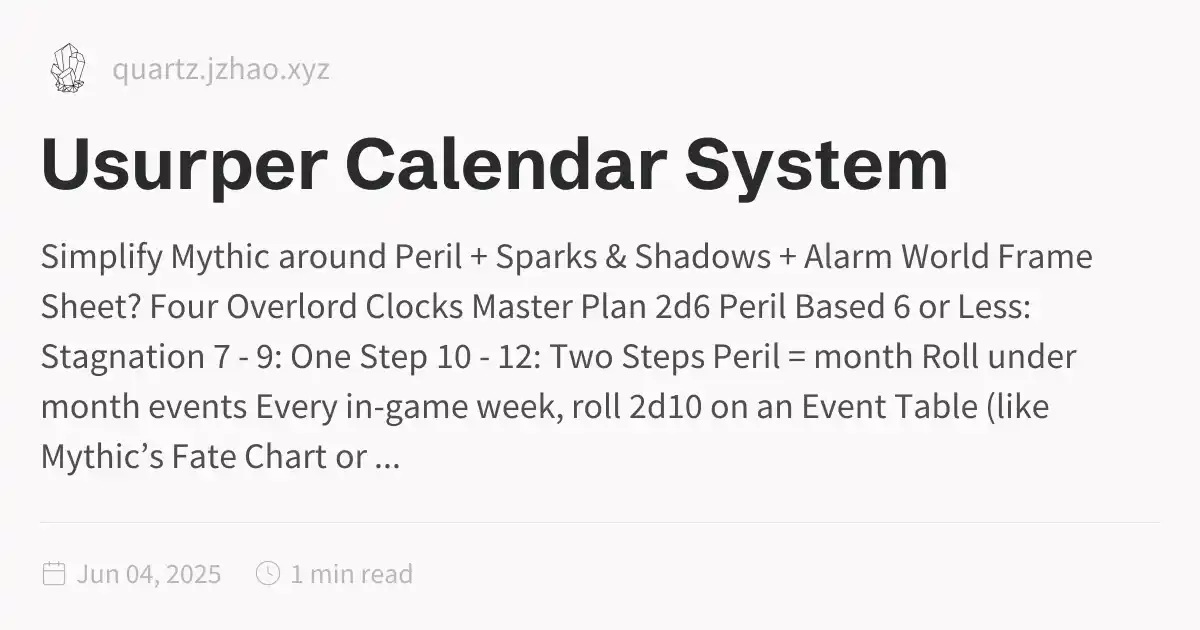 quartz.jzhao.xyz
Usurper Calendar System
Simplify Mythic around Peril + Sparks & Shadows + Alarm World Frame
Sheet? Four Overlord Clocks Master Plan 2d6 Peril Based 6 or Less:
Stagnation 7 - 9: One Step 10 - 12: Two Steps Peril = month Roll under
month events Every in-game week, roll 2d10 on an Event Table (like
Mythic’s Fate Chart or ...
Jun 04, 2025 1 min read